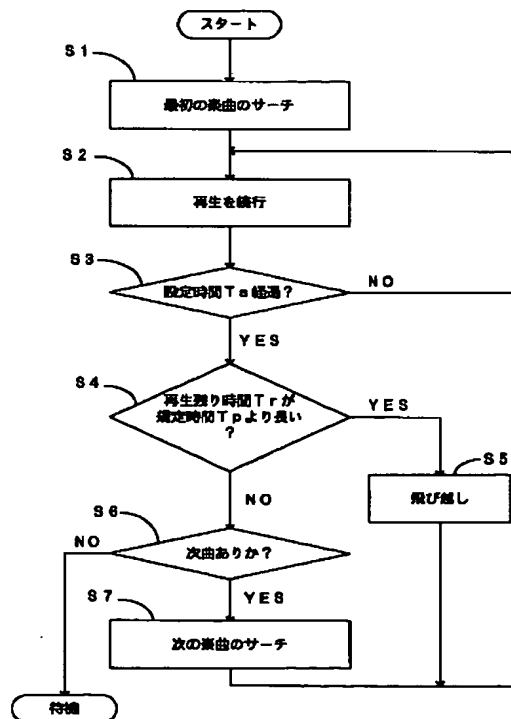 スタート
S1
最初の楽曲のサーチ
S2
再生を続行
S3
設定時間Ts経過?
NO
YES
S4
再生残り時間Trが
規定時間Tpより長い
?
YES
S5
飛び越し
NO
S6
NO
次曲ありか?
YES
S7
次の楽曲のサーチ
待機